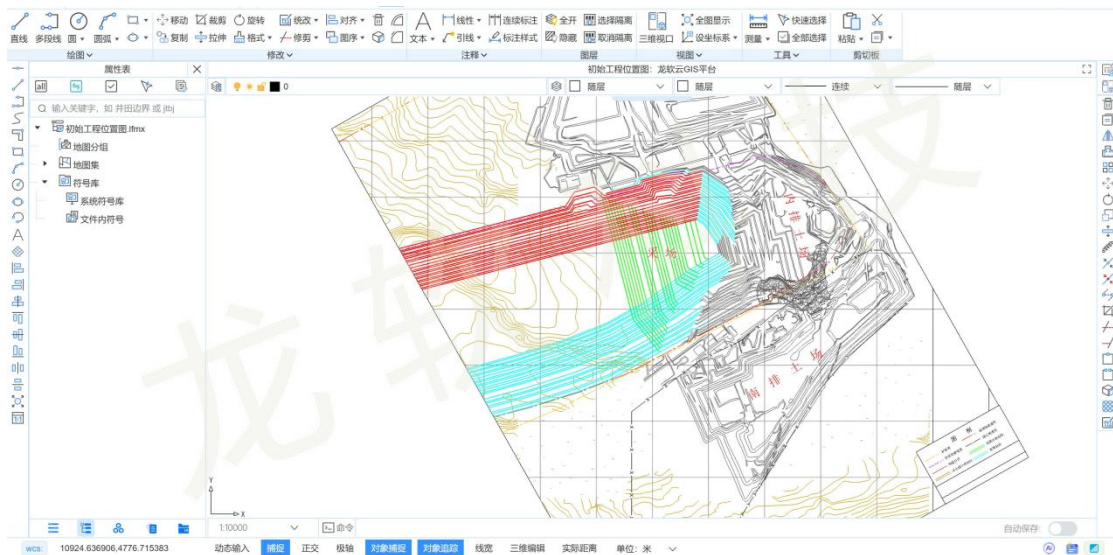 直线 多段线 圆 圆弧 移动 裁剪 旋转 统改 对齐 文本 线性 连续标注 全开 选择隔离 三维视口 全图显示 测量 快速选择 粘贴
复制 拉伸 格式 修剪 图序 引线 标注样式 隐藏 取消隔离 设坐标系 全部选择
绘图 修改 注释 图层 视图 工具 剪切板
属性表 初始工程位置图：龙软云GIS平台
all 0 随层 随层 连续 随层
输入关键字，如 井田边界 或 jtbj
初始工程位置图.lfmx
地图分组
地图集
符号库
系统符号库
文件内符号
采场
内排土场
南排土场
图例
Y
X
1:10000 命令 自动保存:
wcs: 10924.636906,4776.715383 动态输入 捕捉 正交 极轴 对象捕捉 对象追踪 线宽 三维编辑 实际距离 单位: 米